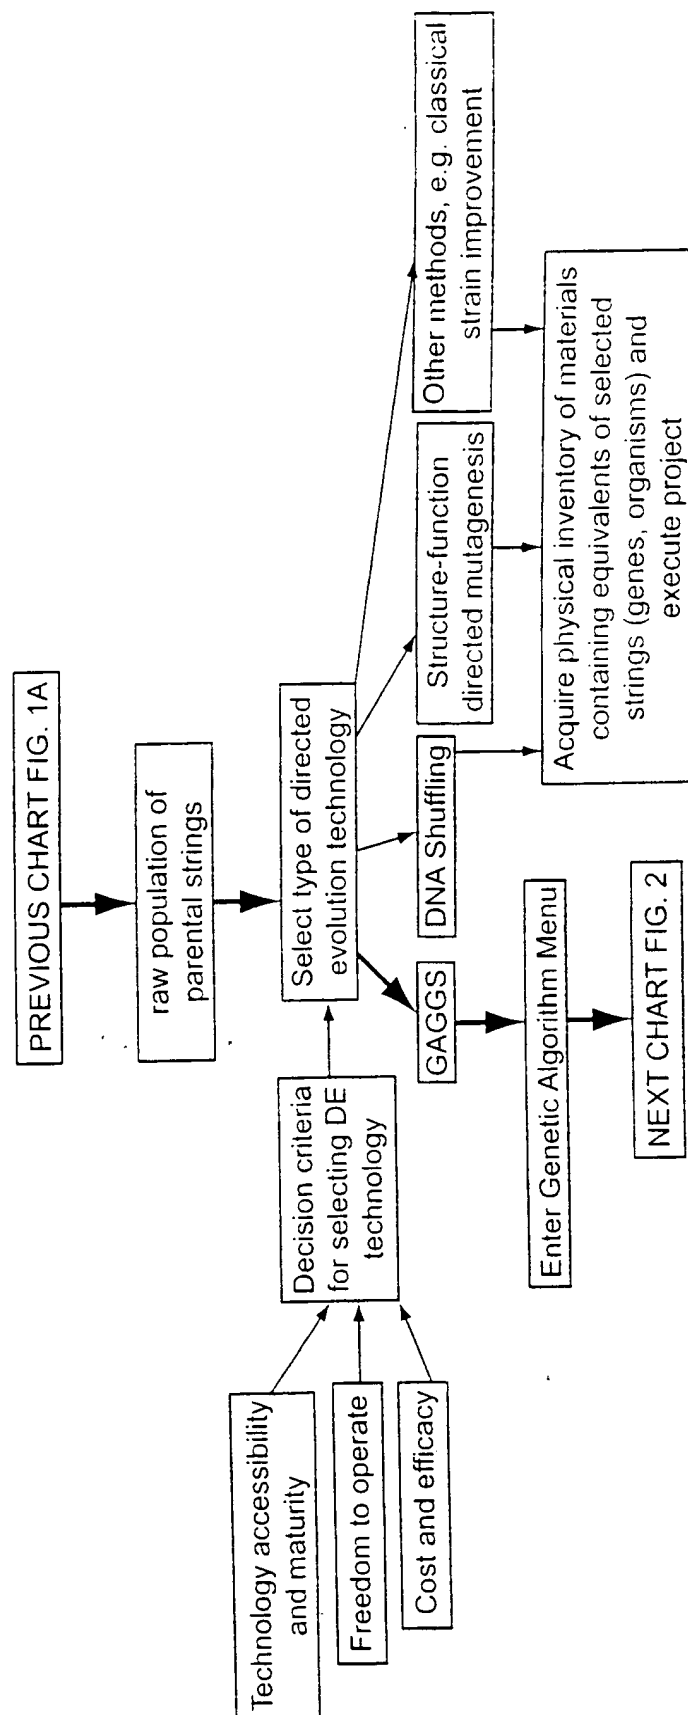 PREVIOUS CHART FIG. 1A
raw population of
parental strings
Technology accessibility
and maturity
Freedom to operate
Cost and efficacy
Decision criteria
for selecting DE
technology
Select type of directed
evolution technology
GAGGS
DNA Shuffling
Structure-function
directed mutagenesis
Other methods, e.g. classical
strain improvement
Enter Genetic Algorithm Menu
Acquire physical inventory of materials
containing equivalents of selected
strings (genes, organisms) and
execute project
NEXT CHART FIG. 2